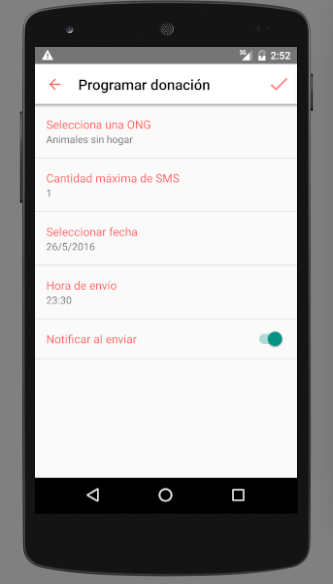 3G 2:52
Programar donación
Selecciona una ONG
Animales sin hogar
Cantidad máxima de SMS
1
Seleccionar fecha
26/5/2016
Hora de envío
23:30
Notificar al enviar